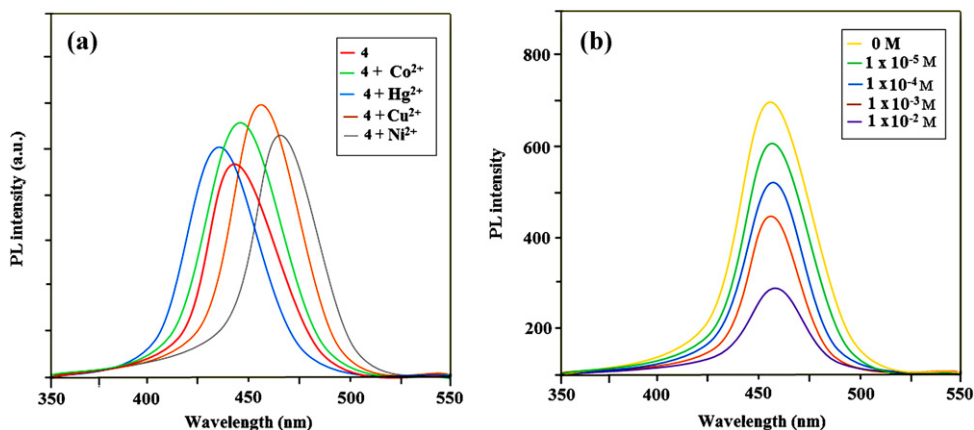 (a)
4
4 + Co²⁺
4 + Hg²⁺
4 + Cu²⁺
4 + Ni²⁺
PL intensity (a.u.)
350 400 450 500 550
Wavelength (nm)
(b)
0 M
1 x 10⁻⁵ M
1 x 10⁻⁴ M
1 x 10⁻³ M
1 x 10⁻² M
PL intensity
800
600
400
200
350 400 450 500 550
Wavelength (nm)